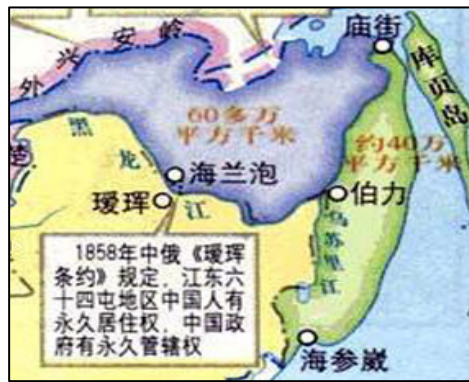 外兴安岭
庙街
库页岛
60多万
平方千米
约40万
平方千米
黑龙江
海兰泡
瑷珲
伯力
乌苏里江
1858年中俄《瑷珲
条约》规定，江东六
十四屯地区中国人有
永久居住权，中国政
府有永久管辖权
海参崴